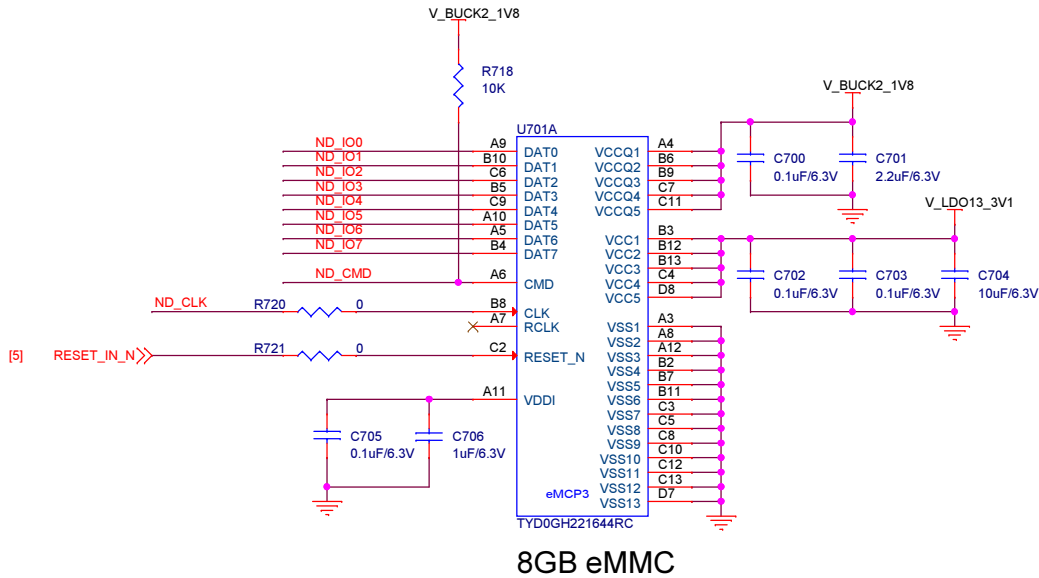 V_BUCK2_1V8
R718
10K
V_BUCK2_1V8
U701A
ND_IO0 A9 DAT0 VCCQ1 A4
ND_IO1 B10 DAT1 VCCQ2 B6
ND_IO2 C6 DAT2 VCCQ3 B9
ND_IO3 B5 DAT3 VCCQ4 C7
ND_IO4 C9 DAT4 VCCQ5 C11
ND_IO5 A10 DAT5
ND_IO6 A5 DAT6 VCC1 B3
ND_IO7 B4 DAT7 VCC2 B12
VCC3 B13
ND_CMD A6 CMD VCC4 C4
VCC5 D8
C700
0.1uF/6.3V
C701
2.2uF/6.3V
V_LDO13_3V1
C702
0.1uF/6.3V
C703
0.1uF/6.3V
C704
10uF/6.3V
ND_CLK R720 0 B8 CLK
A7 RCLK VSS1 A3
VSS2 A8
[5] RESET_IN_N R721 0 C2 RESET_N VSS3 A12
VSS4 B2
VSS5 B7
A11 VDDI VSS6 B11
VSS7 C3
VSS8 C5
VSS9 C8
VSS10 C10
VSS11 C12
VSS12 C13
VSS13 D7
C705
0.1uF/6.3V
C706
1uF/6.3V
eMCP3
TYD0GH221644RC
8GB eMMC